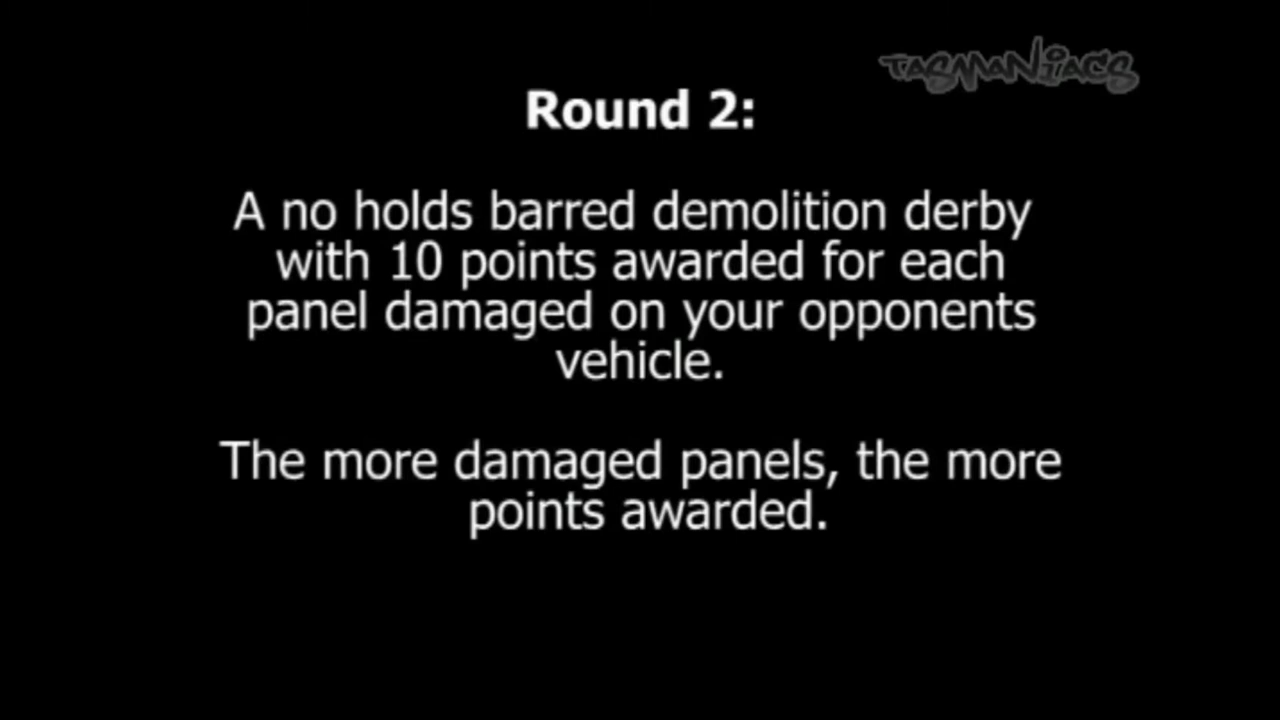 TASMANiACS
Round 2:
A no holds barred demolition derby
with 10 points awarded for each
panel damaged on your opponents
vehicle.
The more damaged panels, the more
points awarded.